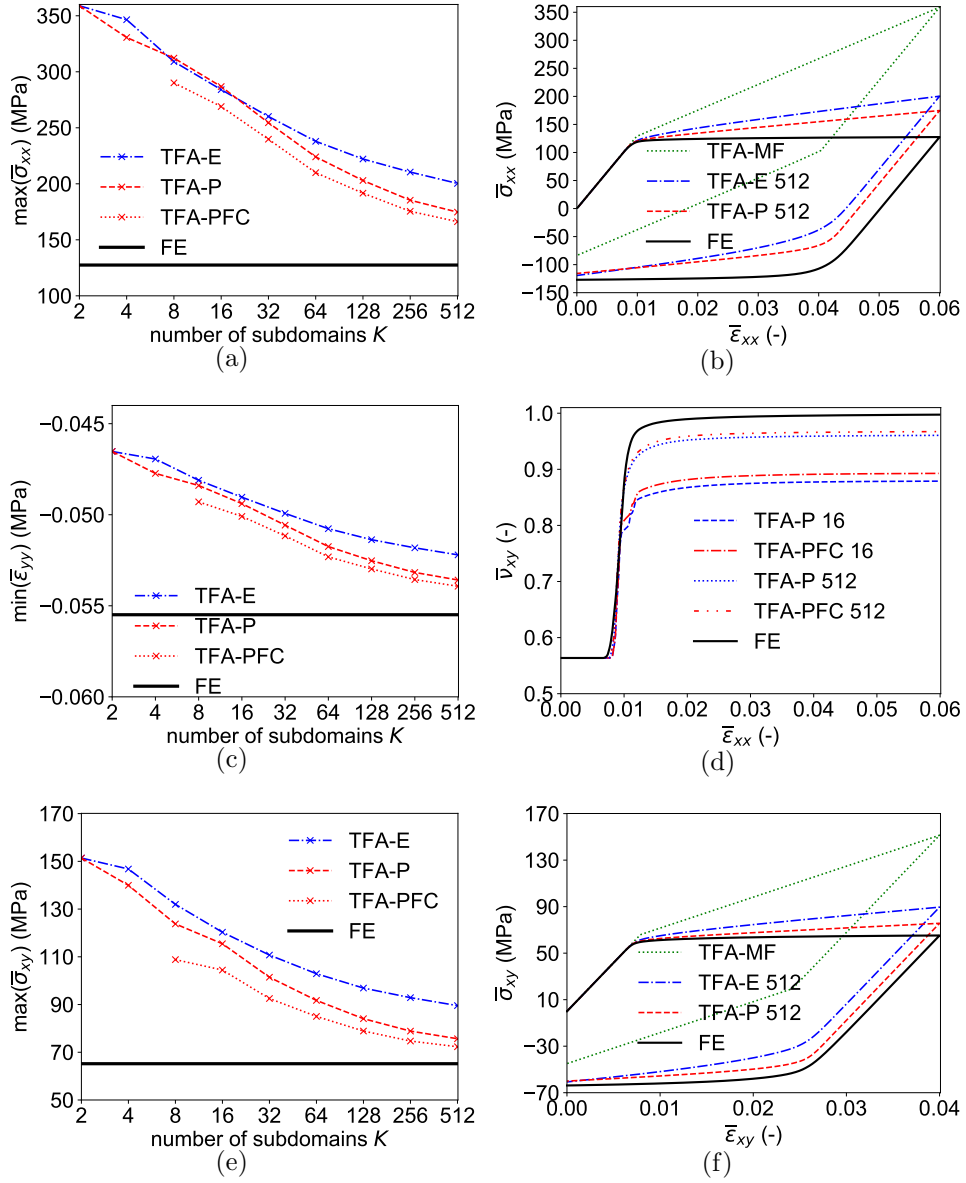 max(σ̅xx) (MPa)
350
300
250
200
150
100
TFA-E
TFA-P
TFA-PFC
FE
2 4 8 16 32 64 128 256 512
number of subdomains K
(a)
σ̅xx (MPa)
350
300
250
200
150
100
50
0
−50
−100
−150
TFA-MF
TFA-E 512
TFA-P 512
FE
0.00 0.01 0.02 0.03 0.04 0.05 0.06
ε̅xx (-)
(b)
min(ε̅yy) (MPa)
−0.045
−0.050
−0.055
−0.060
TFA-E
TFA-P
TFA-PFC
FE
2 4 8 16 32 64 128 256 512
number of subdomains K
(c)
ν̅xy (-)
1.0
0.9
0.8
0.7
0.6
0.5
TFA-P 16
TFA-PFC 16
TFA-P 512
TFA-PFC 512
FE
0.00 0.01 0.02 0.03 0.04 0.05 0.06
ε̅xx (-)
(d)
max(σ̅xy) (MPa)
170
150
130
110
90
70
50
TFA-E
TFA-P
TFA-PFC
FE
2 4 8 16 32 64 128 256 512
number of subdomains K
(e)
σ̅xy (MPa)
170
130
90
50
10
−30
−70
TFA-MF
TFA-E 512
TFA-P 512
FE
0.00 0.01 0.02 0.03 0.04
ε̅xy (-)
(f)